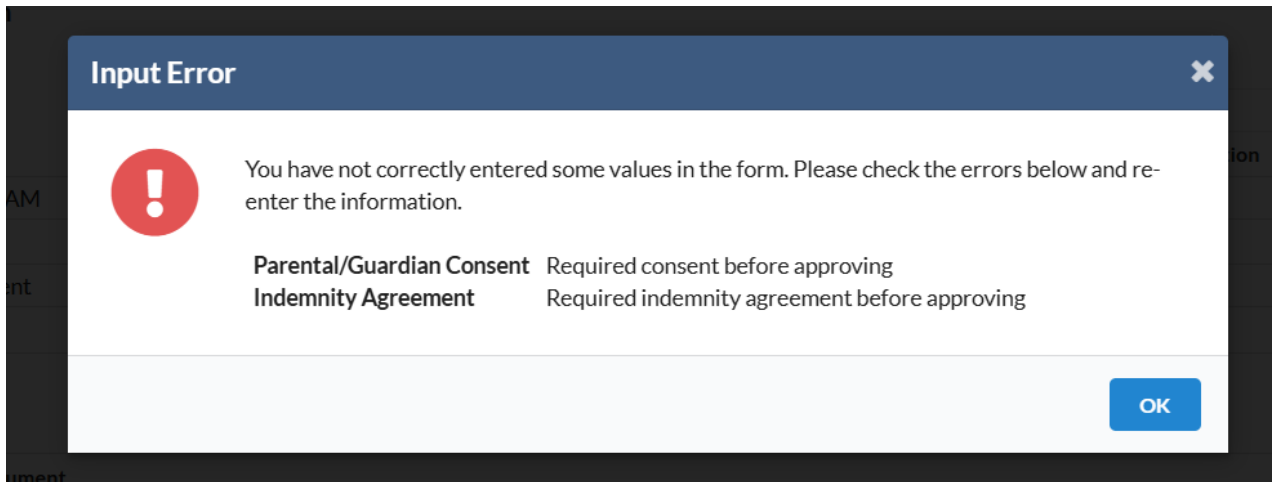 Input Error
You have not correctly entered some values in the form. Please check the errors below and re-
enter the information.
Parental/Guardian Consent Required consent before approving
Indemnity Agreement Required indemnity agreement before approving
OK
AM